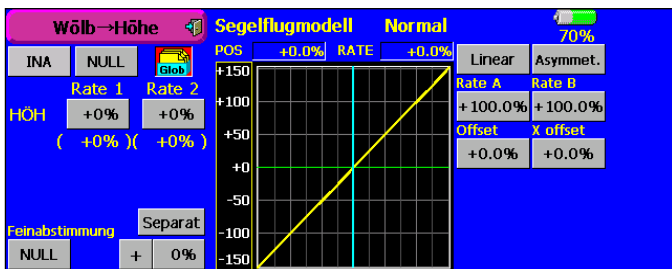 Wölb→Höhe Segelflugmodell Normal 70%
POS +0.0% RATE +0.0%
INA NULL Glob Linear Asymmet.
Rate 1 Rate 2 Rate A Rate B
HÖH +0% +0% +100.0% +100.0%
( +0% )( +0% ) Offset X offset
+0.0% +0.0%
+150
+100
+50
+0
-50
-100
-150
Separat
Feinabstimmung
NULL + 0%